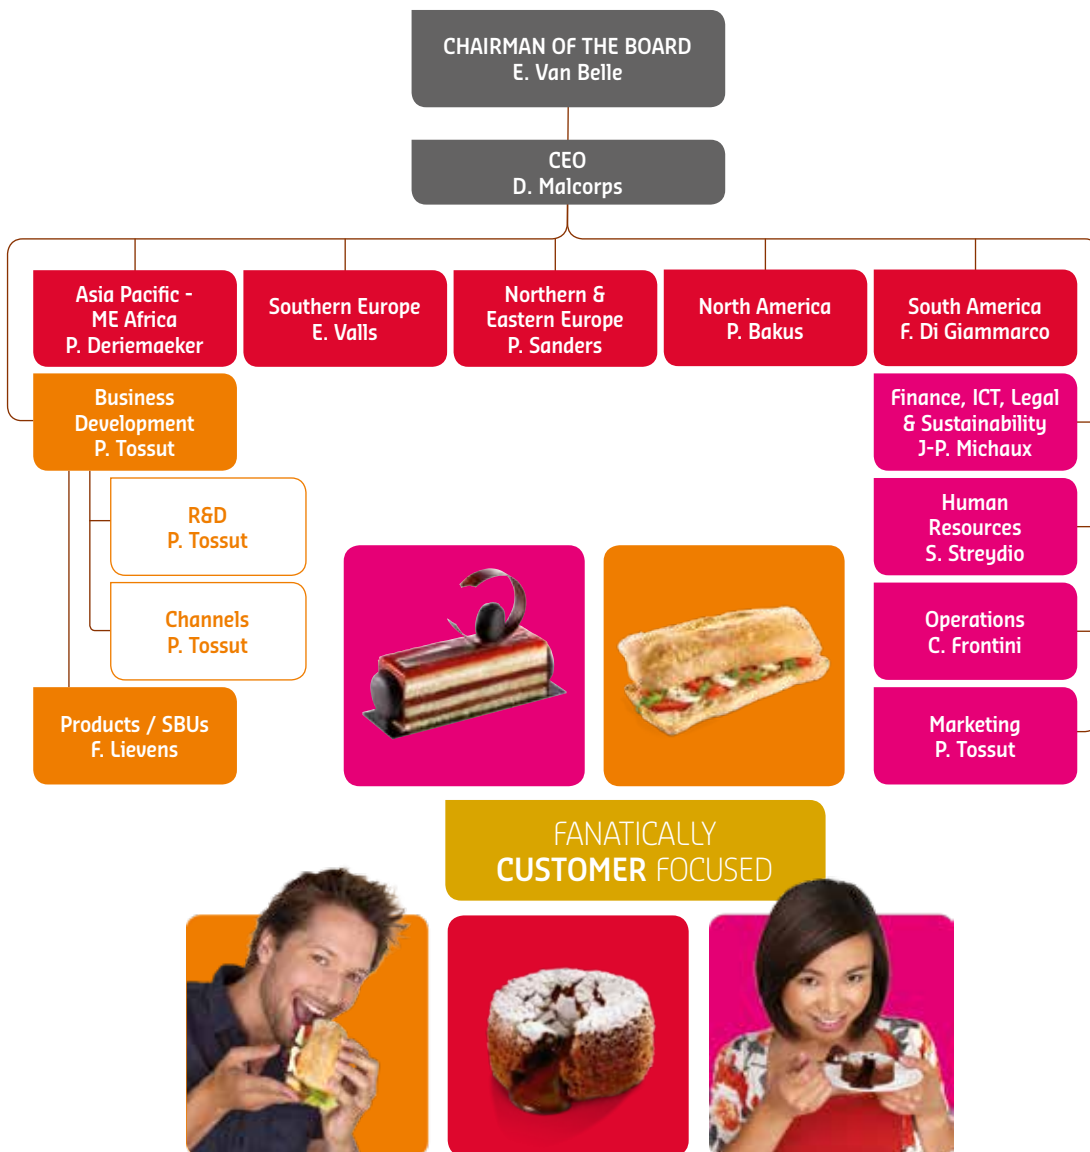 CHAIRMAN OF THE BOARD
E. Van Belle
CEO
D. Malcorps
Asia Pacific -
ME Africa
P. Deriemaeker
Southern Europe
E. Valls
Northern &
Eastern Europe
P. Sanders
North America
P. Bakus
South America
F. Di Giammarco
Business
Development
P. Tossut
Finance, ICT, Legal
& Sustainability
J-P. Michaux
R&D
P. Tossut
Human
Resources
S. Streydio
Channels
P. Tossut
Operations
C. Frontini
Products / SBUs
F. Lievens
Marketing
P. Tossut
FANATICALLY
CUSTOMER FOCUSED